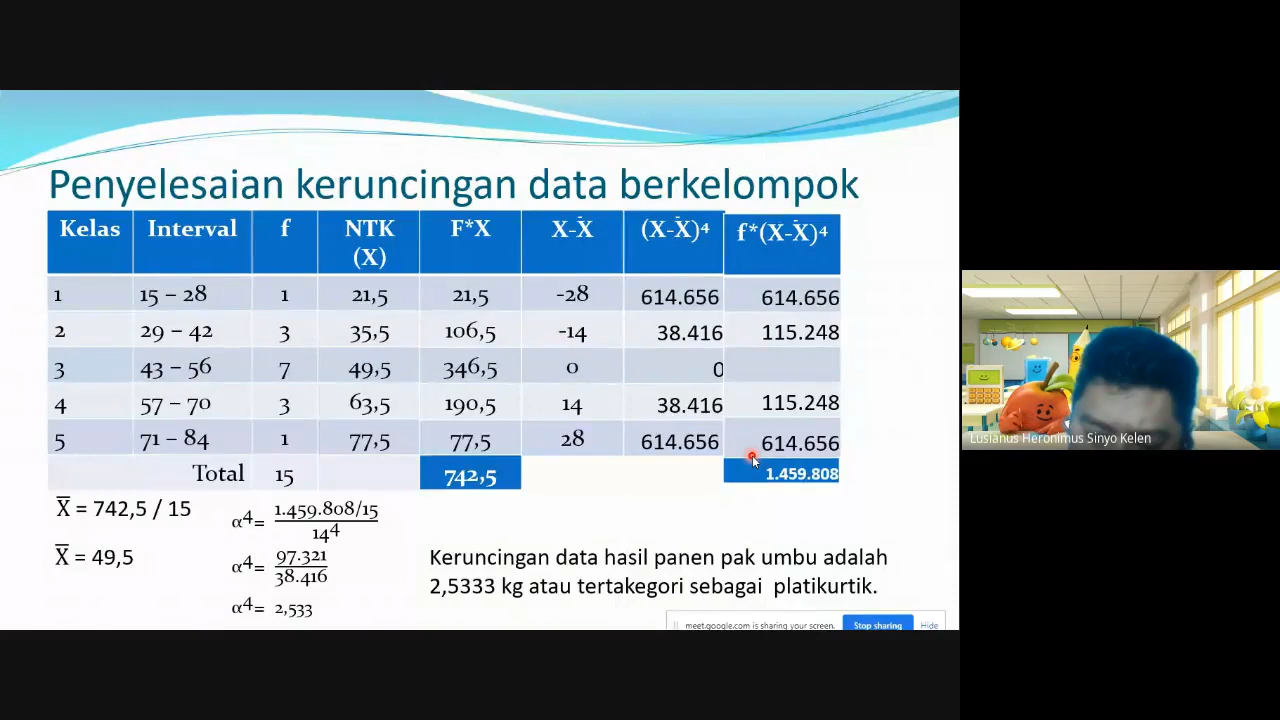 Penyelesaian keruncingan data berkelompok
Kelas Interval f NTK (X) F*X X-X̄ (X-X̄)⁴ f*(X-X̄)⁴
1 15 – 28 1 21,5 21,5 -28 614.656 614.656
2 29 – 42 3 35,5 106,5 -14 38.416 115.248
3 43 – 56 7 49,5 346,5 0 0
4 57 – 70 3 63,5 190,5 14 38.416 115.248
5 71 – 84 1 77,5 77,5 28 614.656 614.656
Total 15 742,5 1.459.808
X̄ = 742,5 / 15
X̄ = 49,5
α⁴= 1.459.808/15
14⁴
α⁴= 97.321
38.416
α⁴= 2,533
Keruncingan data hasil panen pak umbu adalah
2,5333 kg atau tertakegori sebagai platikurtik.
meet.google.com is sharing your screen. Stop sharing Hide
Lusianus Heronimus Sinyo Kelen